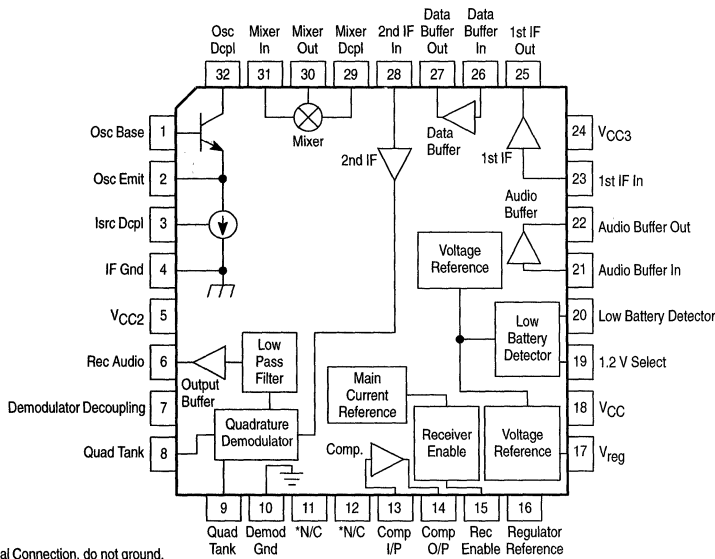 Osc
Dcpl
Mixer
In
Mixer
Out
Mixer
Dcpl
2nd IF
In
Data
Buffer
Out
Data
Buffer
In
1st IF
Out
32
31
30
29
28
27
26
25
Osc Base
1
Osc Emit
2
Isrc Dcpl
3
IF Gnd
4
VCC2
5
Rec Audio
6
Demodulator Decoupling
7
Quad Tank
8
Mixer
2nd IF
Data
Buffer
1st IF
Audio
Buffer
Voltage
Reference
Low
Battery
Detector
Low
Pass
Filter
Output
Buffer
Quadrature
Demodulator
Main
Current
Reference
Comp.
Receiver
Enable
Voltage
Reference
24
VCC3
23
1st IF In
22
Audio Buffer Out
21
Audio Buffer In
20
Low Battery Detector
19
1.2 V Select
18
VCC
17
Vreg
9
10
11
12
13
14
15
16
Quad
Tank
Demod
Gnd
*N/C
*N/C
Comp
I/P
Comp
O/P
Rec
Enable
Regulator
Reference
al Connection, do not ground.